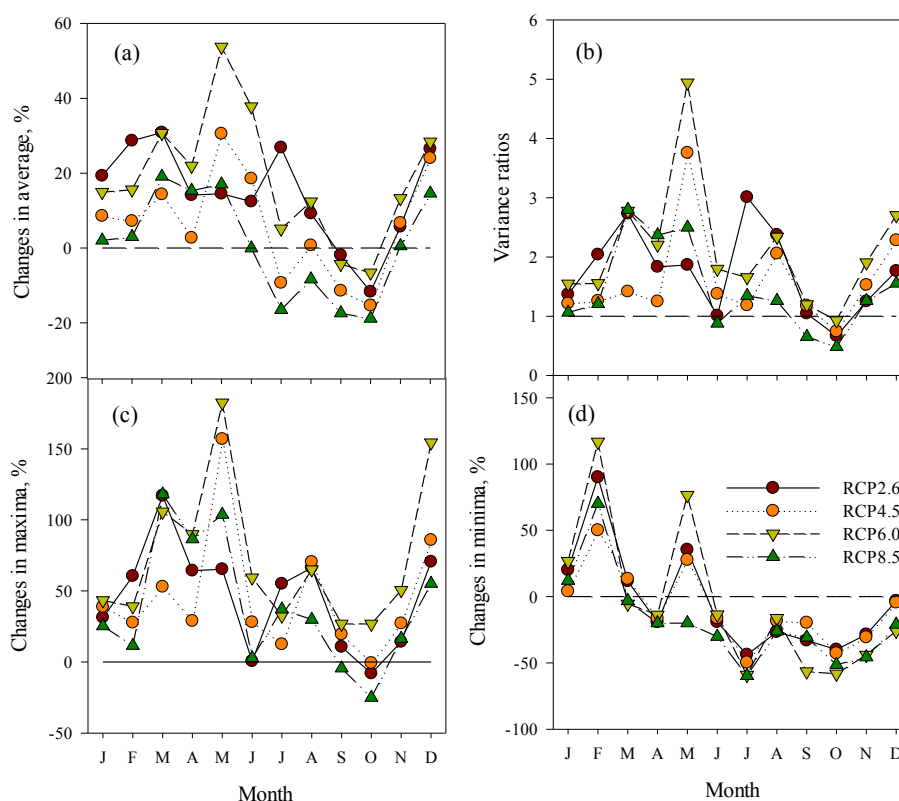 (a)
Changes in average, %
60
40
20
0
-20
(b)
Variance ratios
6
5
4
3
2
1
0
(c)
Changes in maxima, %
200
150
100
50
0
-50
J F M A M J J A S O N D
Month
(d)
Changes in minima, %
150
100
50
0
-50
-100
RCP2.6
RCP4.5
RCP6.0
RCP8.5
J F M A M J J A S O N D
Month